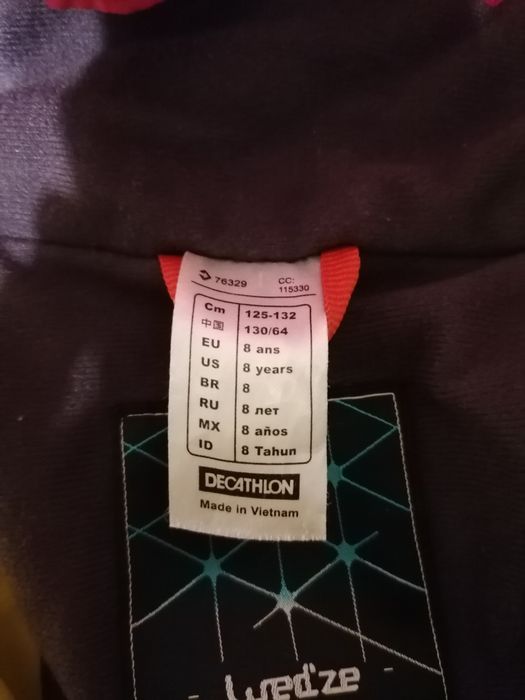 76329 CC: 115330
Cm 125-132
中国 130/64
EU 8 ans
US 8 years
BR 8
RU 8 лет
MX 8 años
ID 8 Tahun
DECATHLON
Made in Vietnam
- Wed'ze -